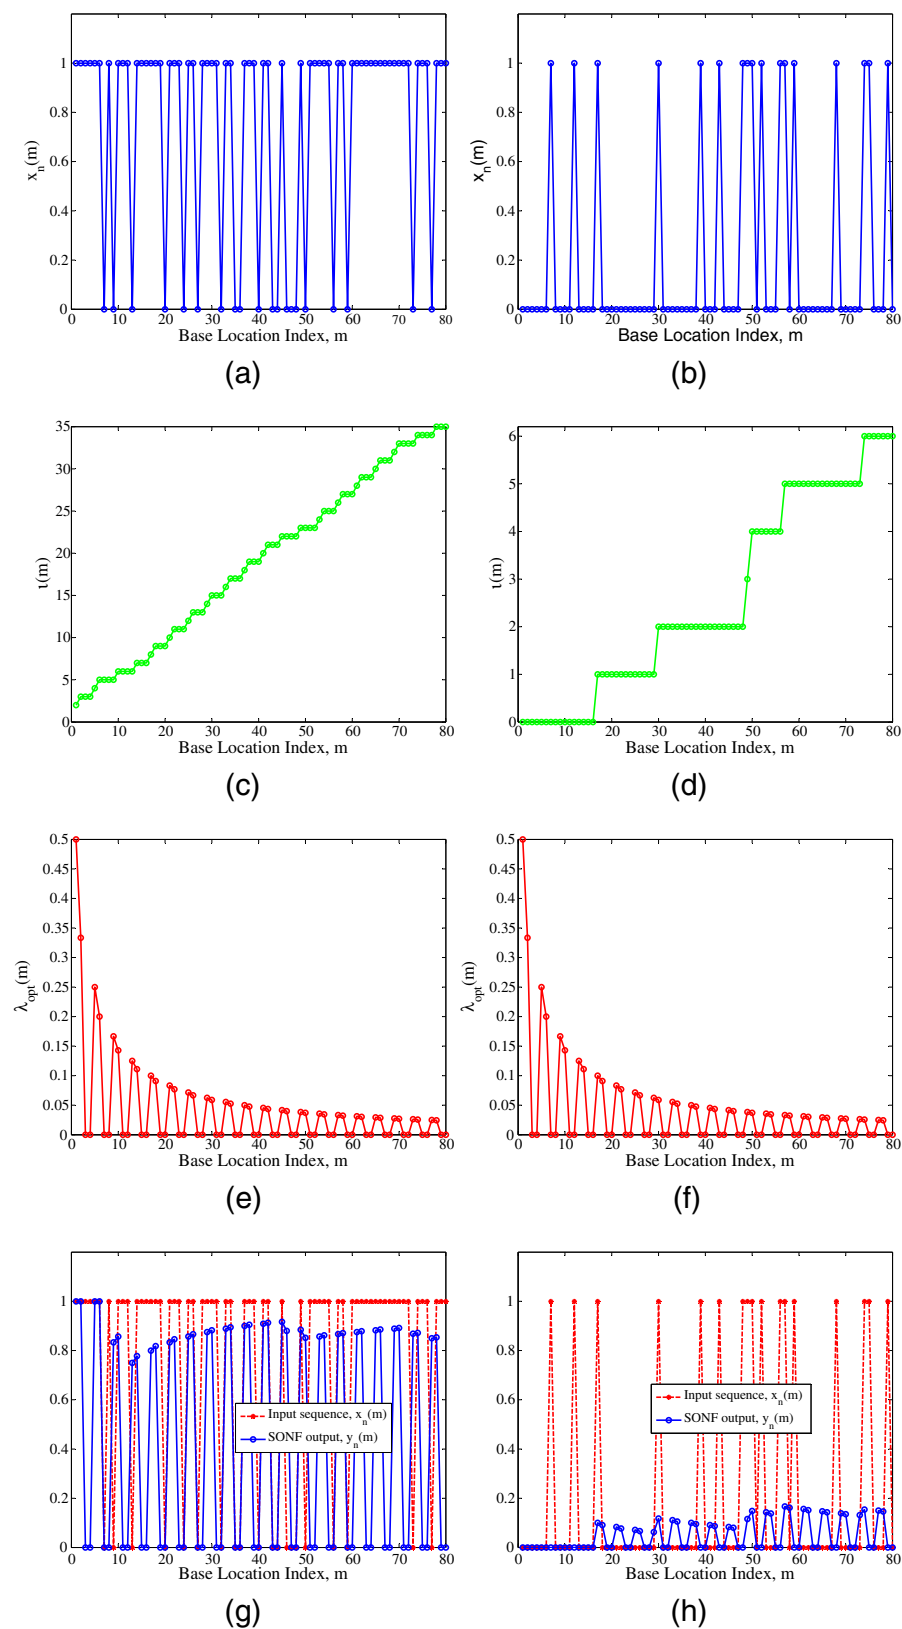 1
0.8
0.6
0.4
0.2
0
x_n(m)
0 10 20 30 40 50 60 70 80
Base Location Index, m
(a)
1
0.8
0.6
0.4
0.2
0
x_n(m)
0 10 20 30 40 50 60 70 80
Base Location Index, m
(b)
35
30
25
20
15
10
5
0
ι(m)
0 10 20 30 40 50 60 70 80
Base Location Index, m
(c)
6
5
4
3
2
1
0
ι(m)
0 10 20 30 40 50 60 70 80
Base Location Index, m
(d)
0.5
0.45
0.4
0.35
0.3
0.25
0.2
0.15
0.1
0.05
0
λ_opt(m)
0 10 20 30 40 50 60 70 80
Base Location Index, m
(e)
0.5
0.45
0.4
0.35
0.3
0.25
0.2
0.15
0.1
0.05
0
λ_opt(m)
0 10 20 30 40 50 60 70 80
Base Location Index, m
(f)
1
0.8
0.6
0.4
0.2
0
Input sequence, x_n(m)
SONF output, y_n(m)
0 10 20 30 40 50 60 70 80
Base Location Index, m
(g)
1
0.8
0.6
0.4
0.2
0
Input sequence, x_n(m)
SONF output, y_n(m)
0 10 20 30 40 50 60 70 80
Base Location Index, m
(h)